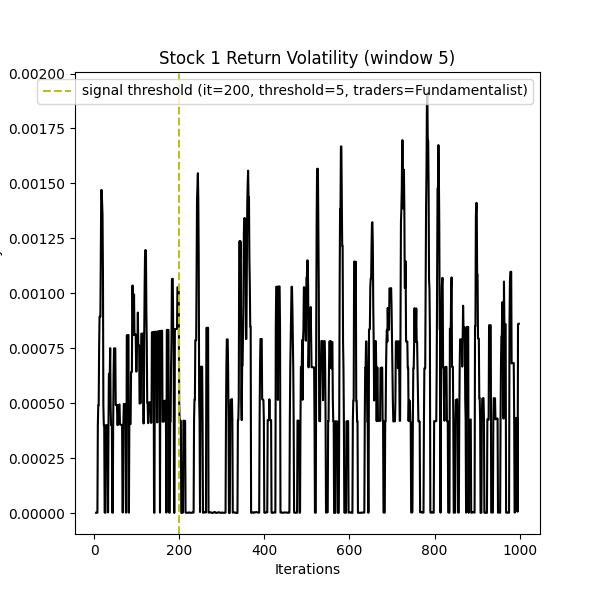 Stock 1 Return Volatility (window 5)
signal threshold (it=200, threshold=5, traders=Fundamentalist)
0.00200
0.00175
0.00150
0.00125
0.00100
0.00075
0.00050
0.00025
0.00000
0 200 400 600 800 1000
Iterations